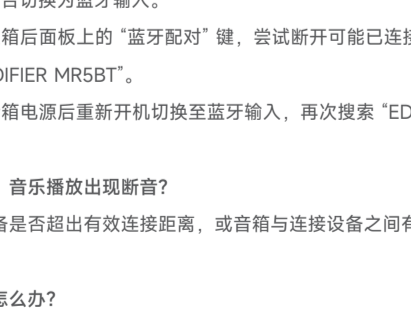 音切换为蓝牙输入。
箱后面板上的 “蓝牙配对” 键，尝试断开可能已连接
DIFIER MR5BT”。
箱电源后重新开机切换至蓝牙输入，再次搜索 “ED
音乐播放出现断音？
备是否超出有效连接距离，或音箱与连接设备之间有
怎么办？